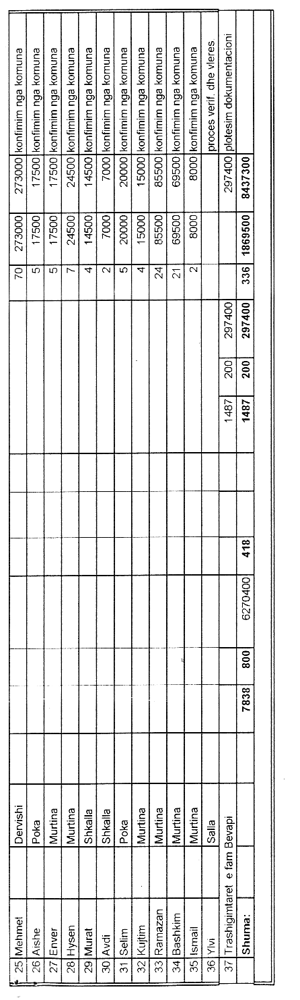 25 Mehmet Dervishi 70 273000 273000 konfimim nga komuna
26 Aishe Poka 5 17500 17500 konfimim nga komuna
27 Enver Murtina 5 17500 17500 konfimim nga komuna
28 Hysen Murtina 7 24500 24500 konfimim nga komuna
29 Murat Shkalla 4 14500 14500 konfimim nga komuna
30 Avdi Shkalla 2 7000 7000 konfimim nga komuna
31 Selim Poka 5 20000 20000 konfimim nga komuna
32 Kujtim Murtina 4 15000 15000 konfimim nga komuna
33 Ramazan Murtina 24 85500 85500 konfimim nga komuna
34 Bashkim Murtina 21 69500 69500 konfimim nga komuna
35 Ismail Murtina 2 8000 8000 konfimim nga komuna
36 Ylvi Salla proces verif. dhe vleres
37 Trashigimtaret e fam Bevapi 1487 200 297400 297400 plotesim dokumentacioni
Shuma: 7838 800 6270400 418 1487 200 297400 336 1869500 8437300